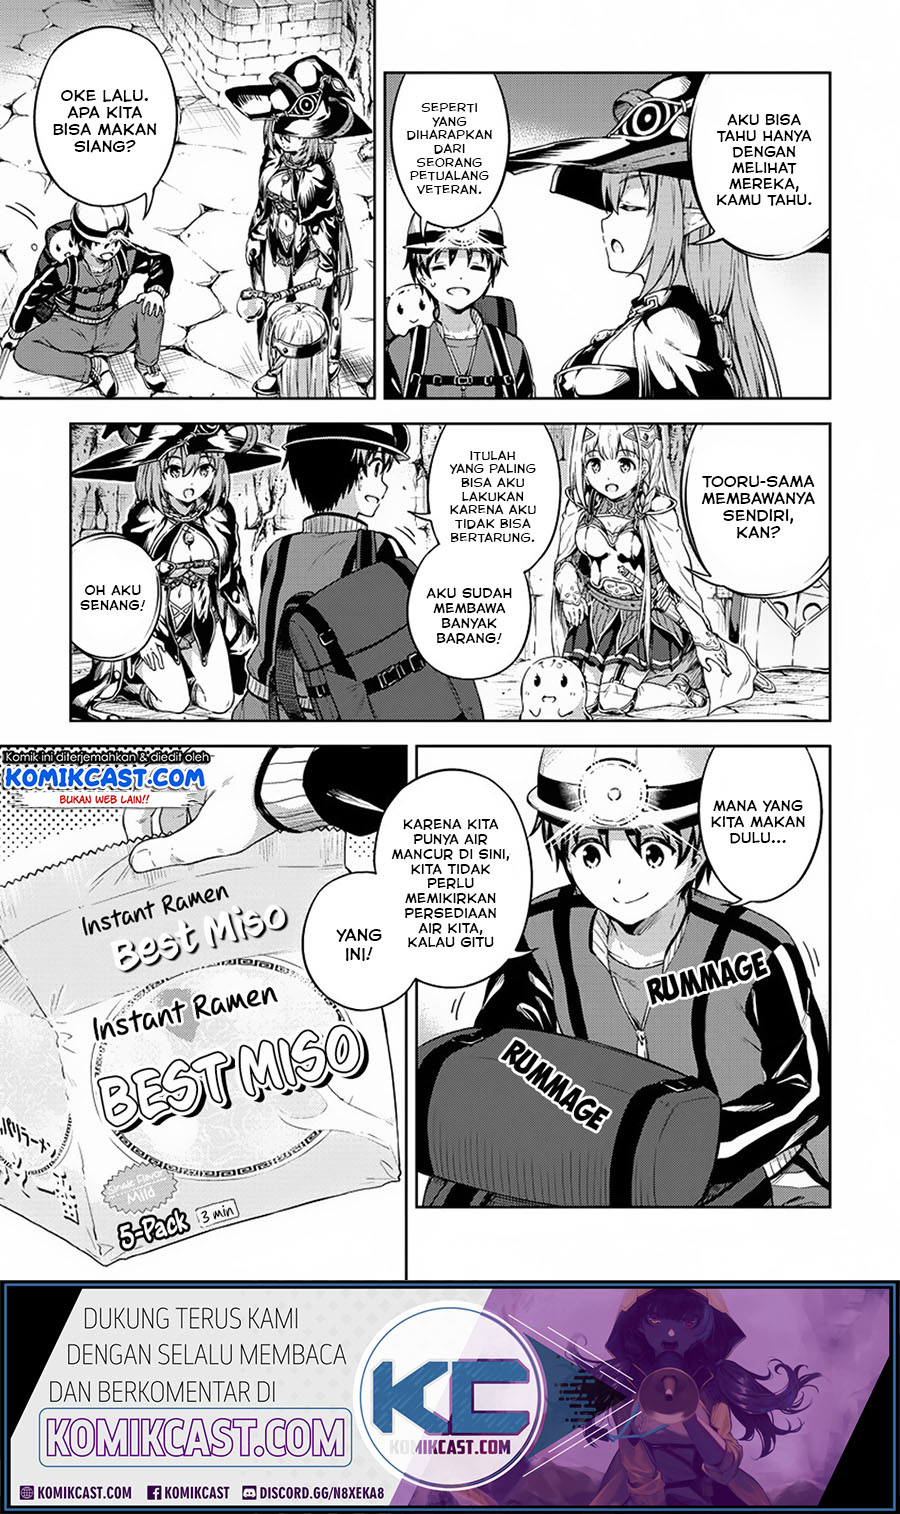 AKU BISA
TAHU HANYA
DENGAN
MELIHAT
MEREKA,
KAMU TAHU.
SEPERTI
YANG
DIHARAPKAN
DARI
SEORANG
PETUALANG
VETERAN.
OKE LALU.
APA KITA
BISA MAKAN
SIANG?
TOORU-SAMA
MEMBAWANYA
SENDIRI,
KAN?
ITULAH
YANG PALING
BISA AKU
LAKUKAN
KARENA AKU
TIDAK BISA
BERTARUNG.
AKU SUDAH
MEMBAWA
BANYAK
BARANG!
OH AKU
SENANG!
MANA YANG
KITA MAKAN
DULU...
RUMMAGE
RUMMAGE
KARENA KITA
PUNYA AIR
MANCUR DI SINI,
KITA TIDAK
PERLU
MEMIKIRKAN
PERSEDIAAN
AIR KITA,
KALAU GITU
YANG
INI!
Komik ini diterjemahkan & diedit oleh
KOMIKCAST.COM
BUKAN WEB LAIN!!
Instant Ramen
Best Miso
Instant Ramen
BEST MISO
Single Flavor
Mild
5-Pack
3 min
DUKUNG TERUS KAMI
DENGAN SELALU MEMBACA
DAN BERKOMENTAR DI
KOMIKCAST.COM
KC
KOMIKCAST.COM
KOMIKCAST.COM
KOMIKCAST
DISCORD.GG/N8XEKA8